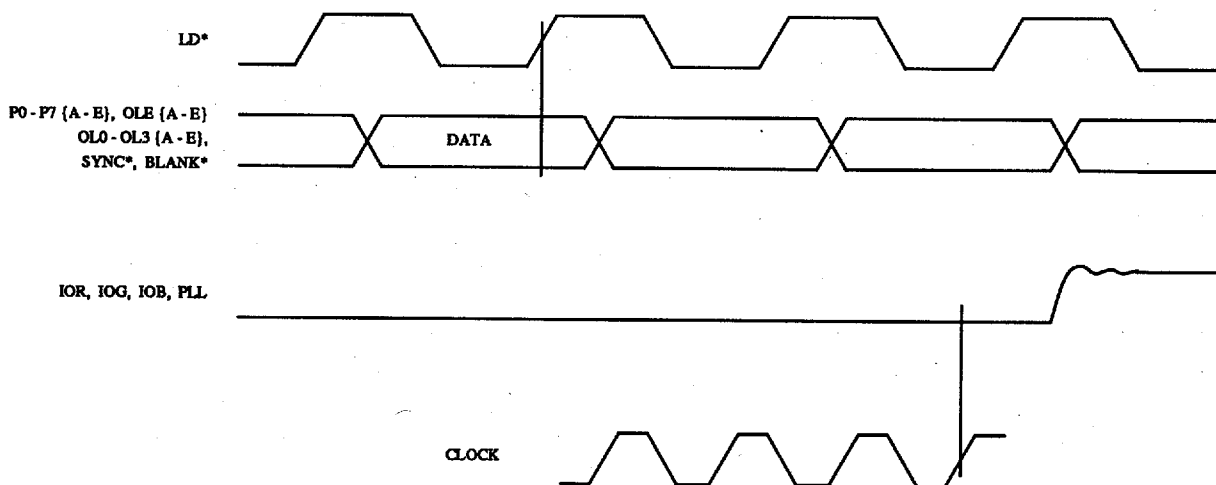 LD*
P0 - P7 {A - E}, OLE {A - E}
OL0 - OL3 {A - E},
SYNC*, BLANK*
DATA
IOR, IOG, IOB, PLL
CLOCK